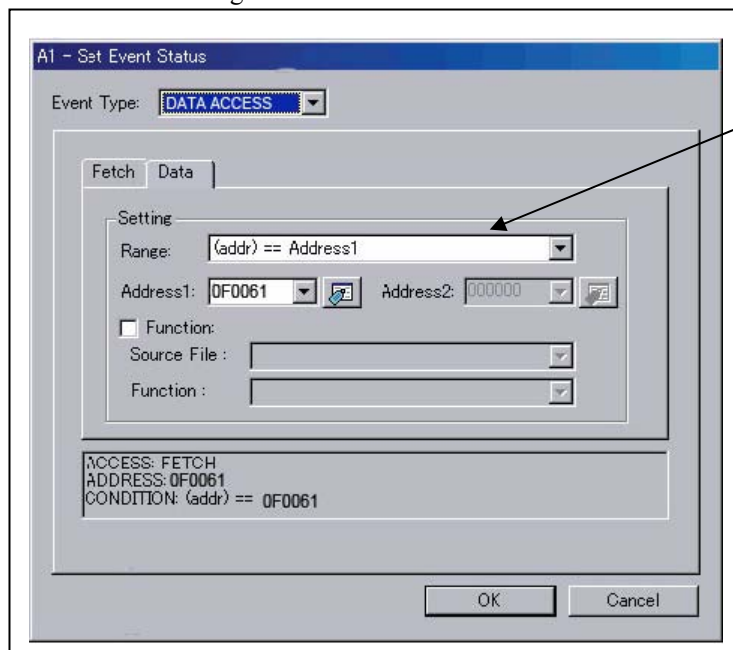 A1 - Set Event Status
Event Type: DATA ACCESS
Fetch Data
Setting
Range: (addr) == Address1
Address1: 0F0061 Address2: 000000
Function:
Source File :
Function :
ACCESS: FETCH
ADDRESS: 0F0061
CONDITION: (addr) == 0F0061
OK Cancel